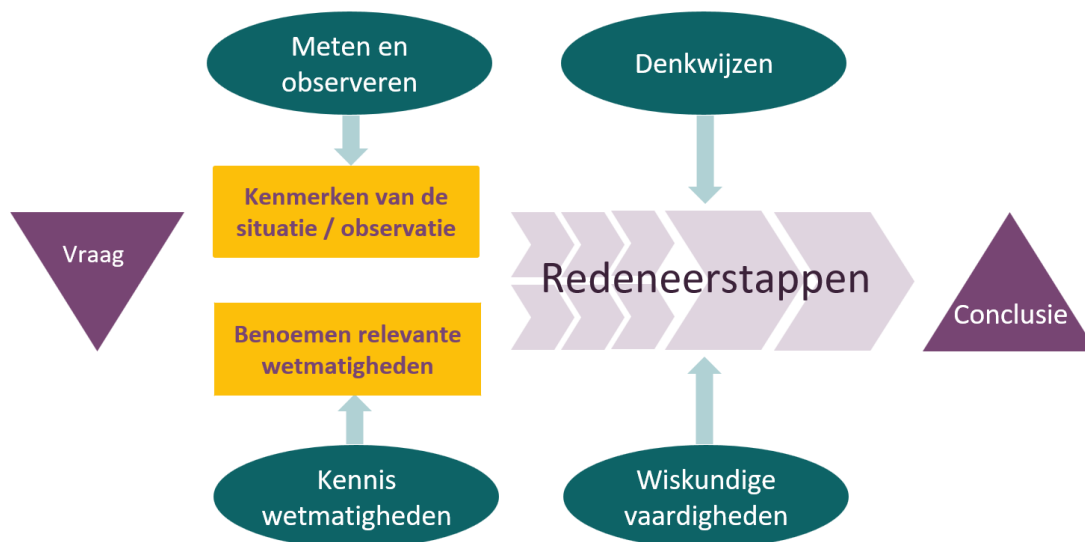 Meten en
observeren
Denkwijzen
Kenmerken van de
situatie / observatie
Vraag
Redeneerstappen
Conclusie
Benoemen relevante
wetmatigheden
Kennis
wetmatigheden
Wiskundige
vaardigheden